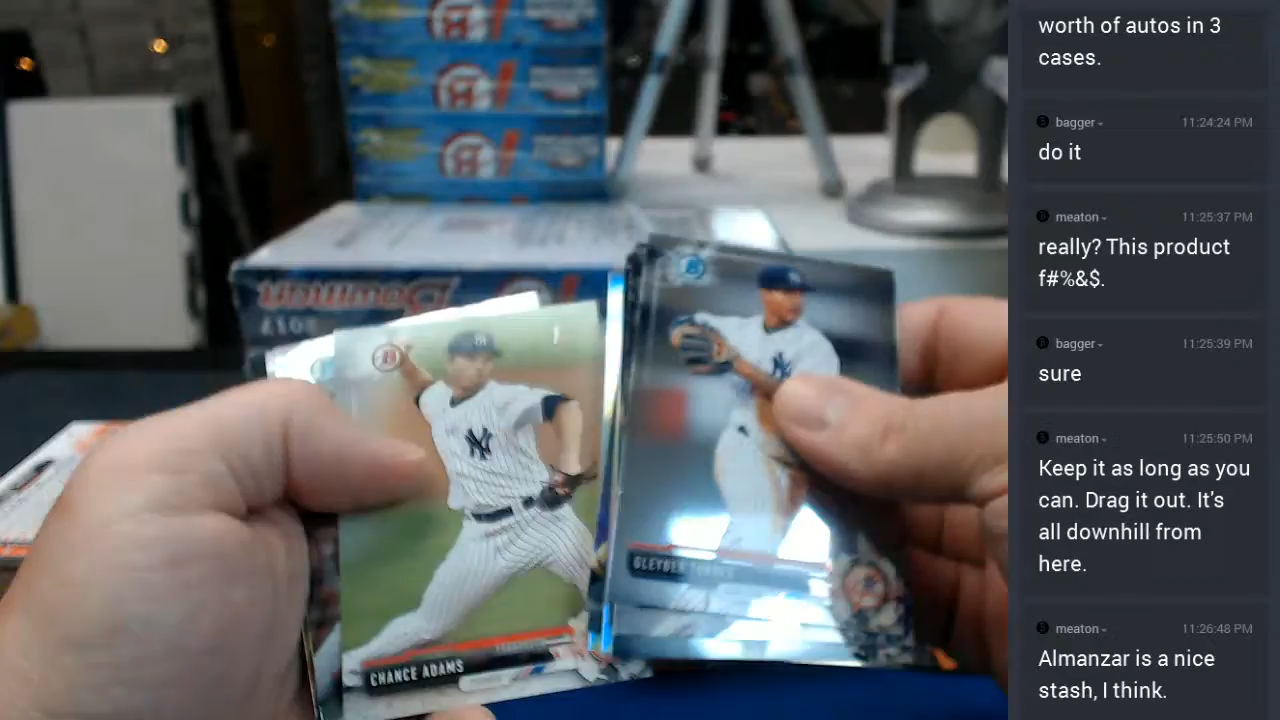 worth of autos in 3
cases.
bagger
11:24:24 PM
do it
meaton
11:25:37 PM
really? This product
f#%&$.
bagger
11:25:39 PM
sure
meaton
11:25:50 PM
Keep it as long as you
can. Drag it out. It's
all downhill from
here.
meaton
11:26:48 PM
Almanzar is a nice
stash, I think.
Bowman
2017
CHANCE ADAMS
GLEYBER TORRES